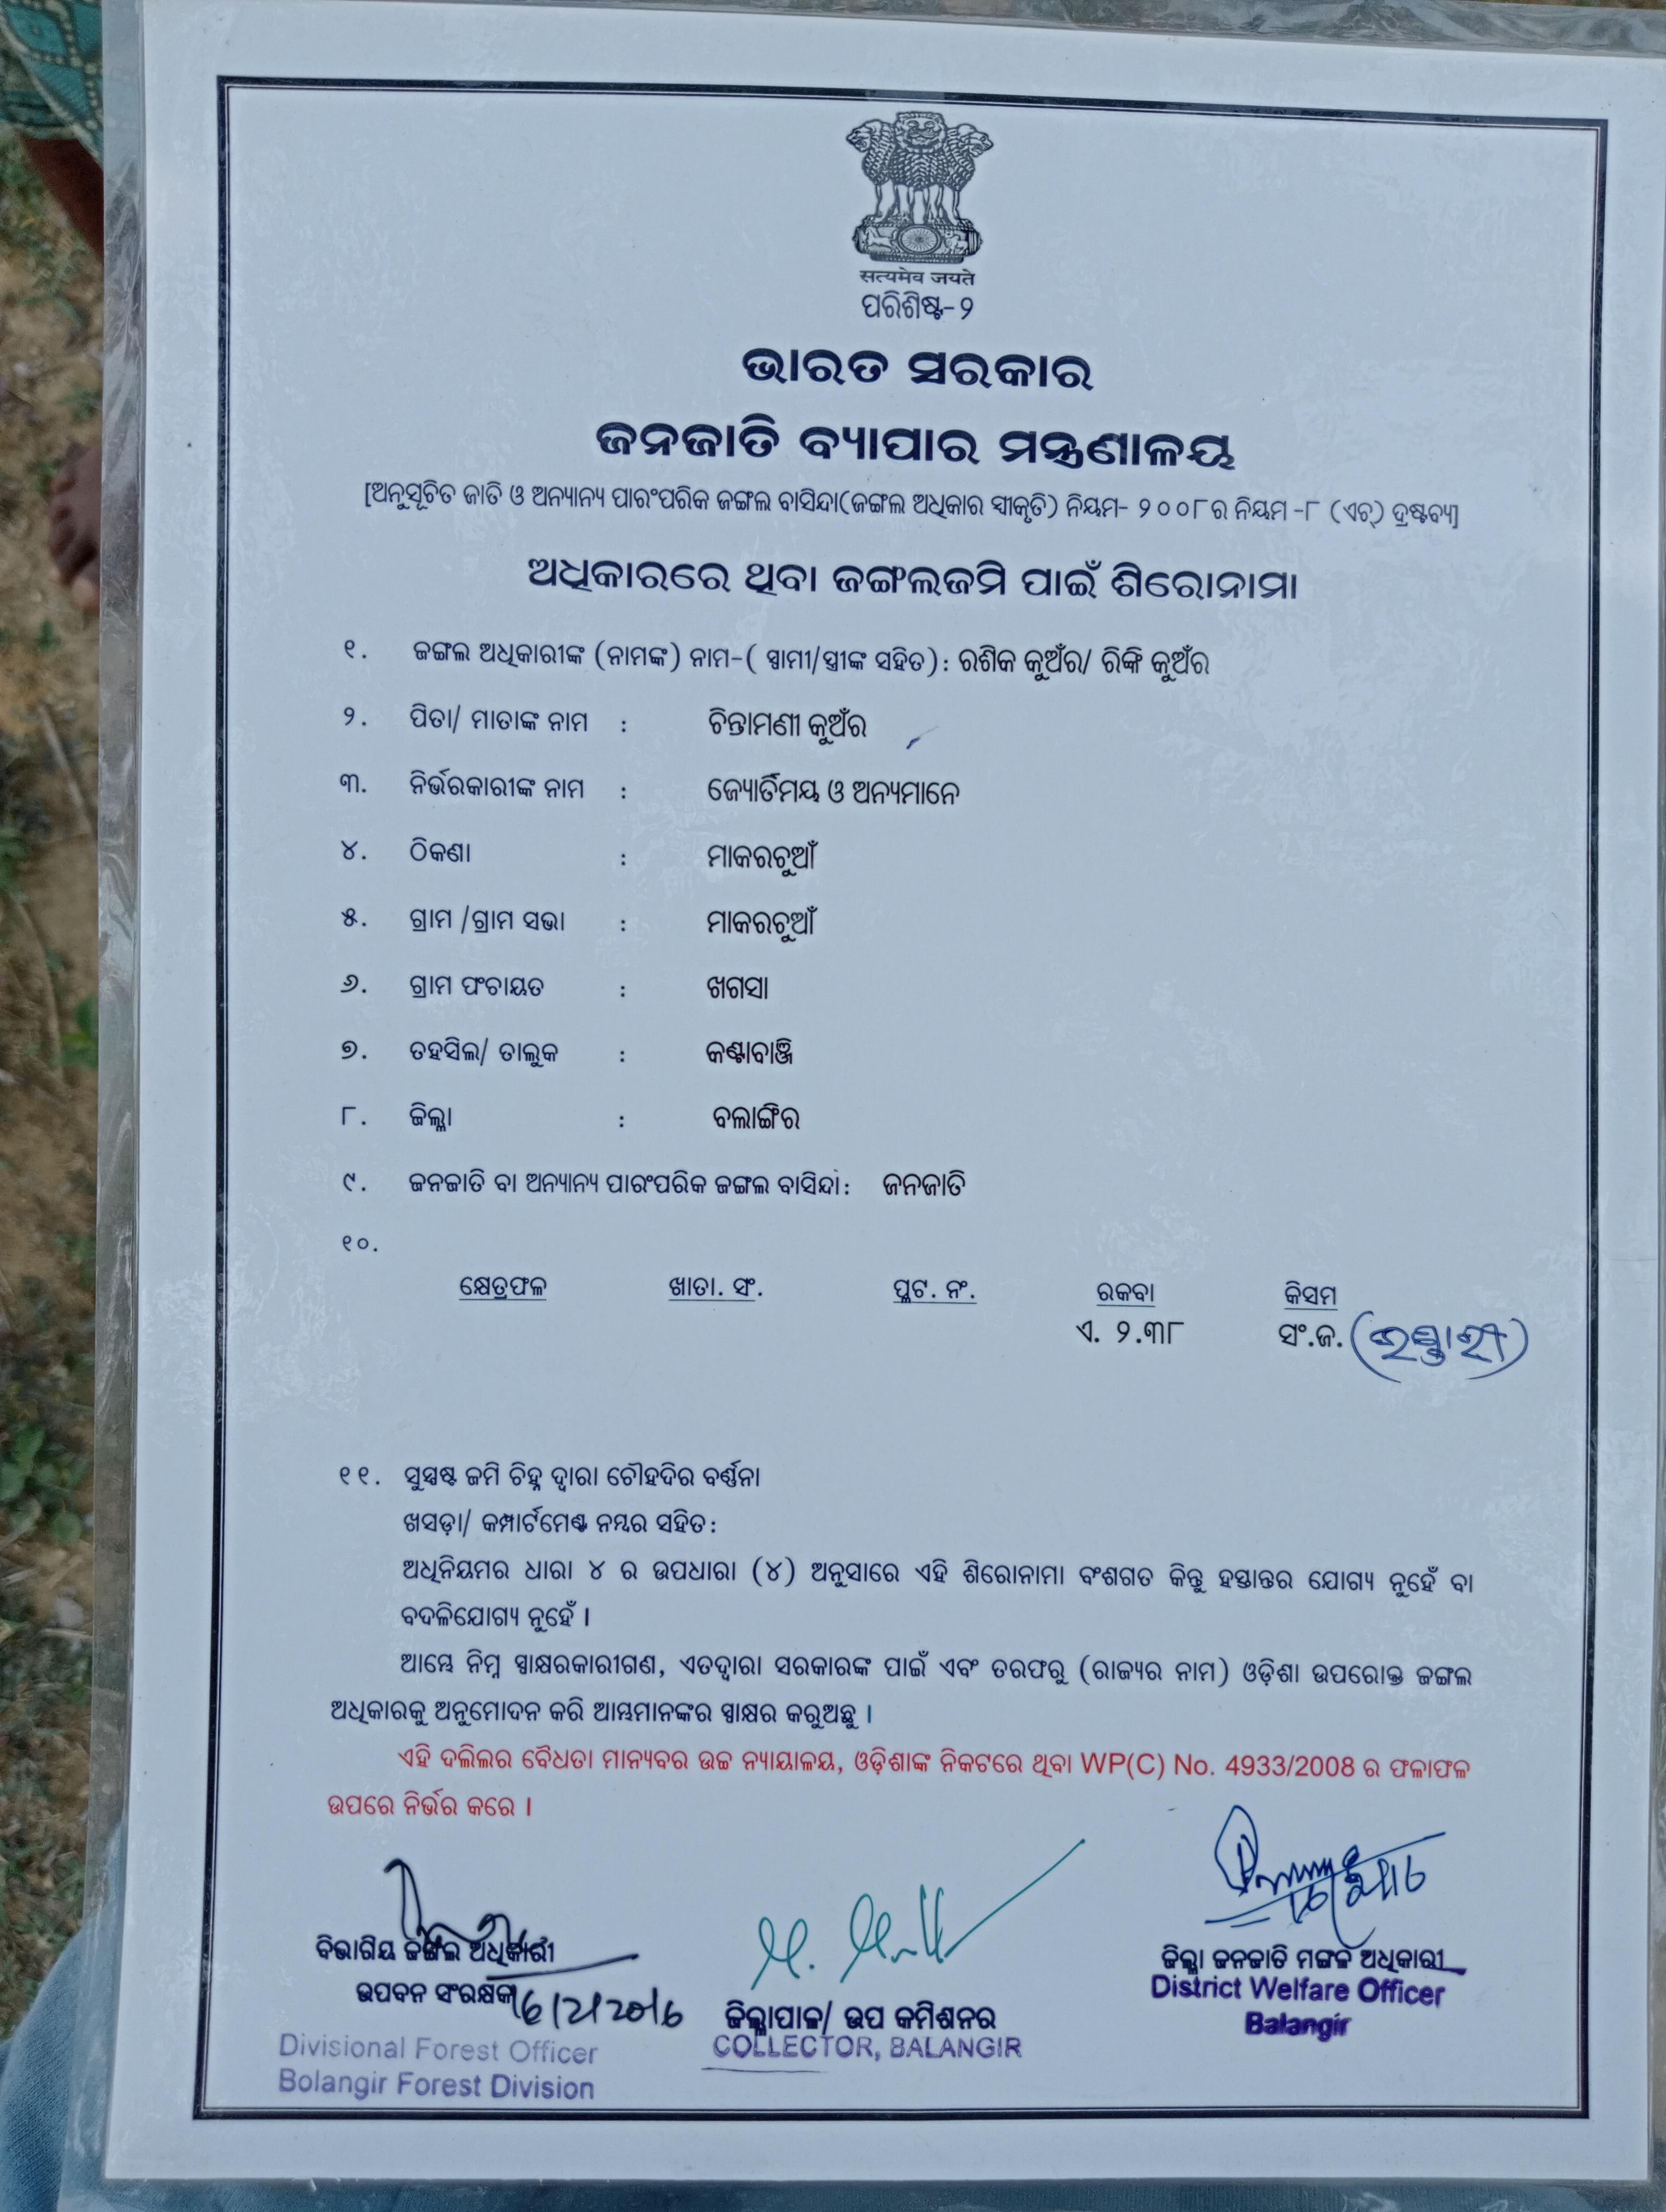 सत्यमेव जयते
ପରିଶିଷ୍ଟ-୨
ଭାରତ ସରକାର
ଜନଜାତି ବ୍ୟାପାର ମନ୍ତ୍ରଣାଳୟ
[ଅନୁସୂଚିତ ଜାତି ଓ ଅନ୍ୟାନ୍ୟ ପାରଂପରିକ ଜଙ୍ଗଲ ବାସିନ୍ଦା(ଜଙ୍ଗଲ ଅଧିକାର ସ୍ୱୀକୃତି) ନିୟମ- ୨୦୦୮ର ନିୟମ -୮ (ଏଚ୍) ଦ୍ରଷ୍ଟବ୍ୟ]
ଅଧିକାରରେ ଥିବା ଜଙ୍ଗଲଜମି ପାଇଁ ଶିରୋନାମା
୧. ଜଙ୍ଗଲ ଅଧିକାରୀଙ୍କ (ନାମଙ୍କ) ନାମ-( ସ୍ୱାମୀ/ସ୍ତ୍ରୀଙ୍କ ସହିତ): ରଶିକ କୁଅଁର/ ରିଙ୍କି କୁଅଁର
୨. ପିତା/ ମାତାଙ୍କ ନାମ : ଚିନ୍ତାମଣୀ କୁଅଁର
୩. ନିର୍ଭରକାରୀଙ୍କ ନାମ : ଜ୍ୟୋର୍ତିମୟ ଓ ଅନ୍ୟମାନେ
୪. ଠିକଣା : ମାକରଚୁଆଁ
୫. ଗ୍ରାମ /ଗ୍ରାମ ସଭା : ମାକରଚୁଆଁ
୬. ଗ୍ରାମ ପଂଚାୟତ : ଖଗସା
୭. ତହସିଲ/ ତାଲୁକ : କଣ୍ଟାବାଞ୍ଜି
୮. ଜିଲ୍ଲା : ବଲାଙ୍ଗିର
୯. ଜନଜାତି ବା ଅନ୍ୟାନ୍ୟ ପାରଂପରିକ ଜଙ୍ଗଲ ବାସିନ୍ଦା: ଜନଜାତି
୧୦.
କ୍ଷେତ୍ରଫଳ ଖାତା. ସଂ. ପ୍ଲଟ. ନଂ. ରକବା କିସମ
ଏ. ୨.୩୮ ସଂ.ଜ.
୧୧. ସୁସ୍ପଷ୍ଟ ଜମି ଚିହ୍ନ ଦ୍ୱାରା ଚୌହଦିର ବର୍ଣ୍ଣନା
ଖସଡ଼ା/ କମ୍ପାର୍ଟମେଣ୍ଟ ନମ୍ବର ସହିତ:
ଅଧିନିୟମର ଧାରା ୪ ର ଉପଧାରା (୪) ଅନୁସାରେ ଏହି ଶିରୋନାମା ବଂଶଗତ କିନ୍ତୁ ହସ୍ତାନ୍ତର ଯୋଗ୍ୟ ନୁହେଁ ବା
ବଦଳିଯୋଗ୍ୟ ନୁହେଁ ।
ଆମ୍ଭେ ନିମ୍ନ ସ୍ୱାକ୍ଷରକାରୀଗଣ, ଏତଦ୍ୱାରା ସରକାରଙ୍କ ପାଇଁ ଏବଂ ତରଫରୁ (ରାଜ୍ୟର ନାମ) ଓଡ଼ିଶା ଉପରୋକ୍ତ ଜଙ୍ଗଲ
ଅଧିକାରକୁ ଅନୁମୋଦନ କରି ଆମ୍ଭମାନଙ୍କର ସ୍ୱାକ୍ଷର କରୁଅଛୁ ।
ଏହି ଦଲିଲର ବୈଧତା ମାନ୍ୟବର ଉଚ୍ଚ ନ୍ୟାୟାଳୟ, ଓଡ଼ିଶାଙ୍କ ନିକଟରେ ଥିବା WP(C) No. 4933/2008 ର ଫଳାଫଳ
ଉପରେ ନିର୍ଭର କରେ ।
ବିଭାଗିୟ ଜଙ୍ଗଲ ଅଧିକାରୀ
ଉପବନ ସଂରକ୍ଷକ 16/2/2016
Divisional Forest Officer
Bolangir Forest Division
ଜିଲ୍ଲାପାଳ/ ଉପ କମିଶନର
COLLECTOR, BALANGIR
ଜିଲ୍ଲା ଜନଜାତି ମଙ୍ଗଳ ଅଧିକାରୀ
District Welfare Officer
Balangir